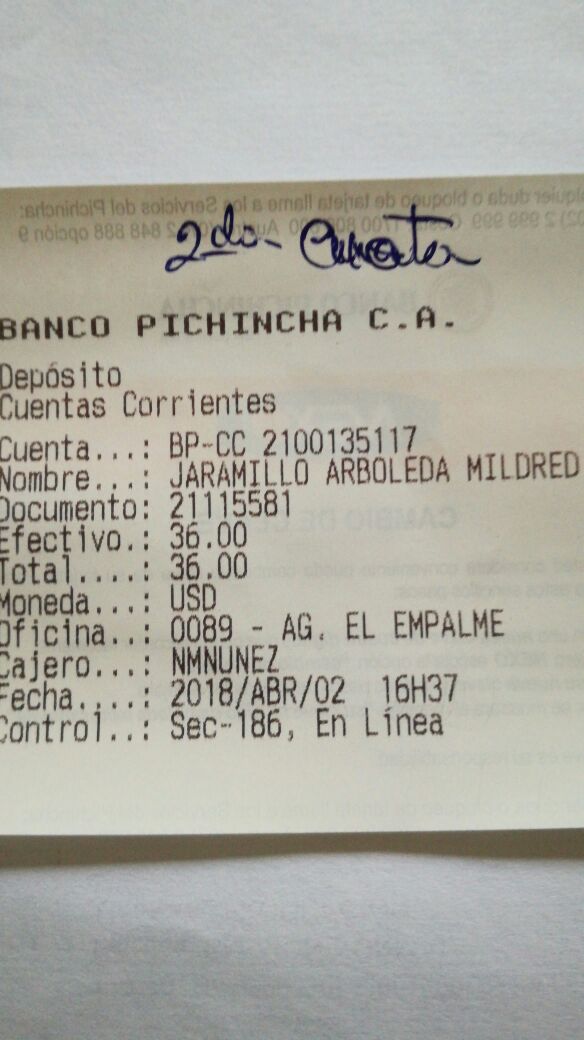 2do-
BANCO PICHINCHA C.A.
Depósito
Cuentas Corrientes
Cuenta...: BP-CC 2100135117
Nombre...: JARAMILLO ARBOLEDA MILDRED
Documento: 21115581
Efectivo.: 36.00
Total....: 36.00
Moneda...: USD
Oficina..: 0089 - AG. EL EMPALME
Cajero...: NMNUNEZ
Fecha....: 2018/ABR/02 16H37
Control..: Sec-186, En Línea